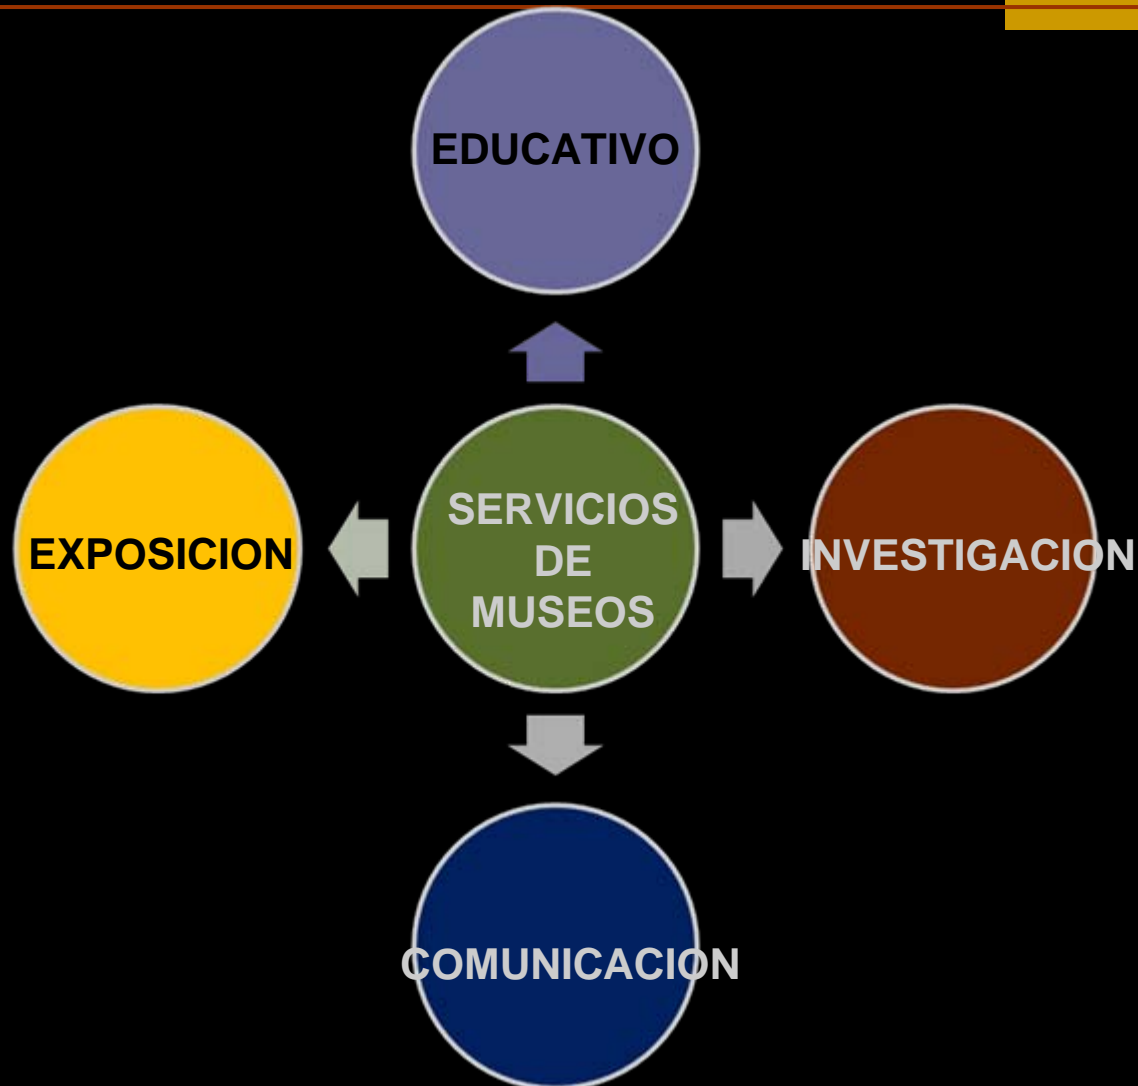 EDUCATIVO
EXPOSICION
SERVICIOS
DE
MUSEOS
INVESTIGACION
COMUNICACION